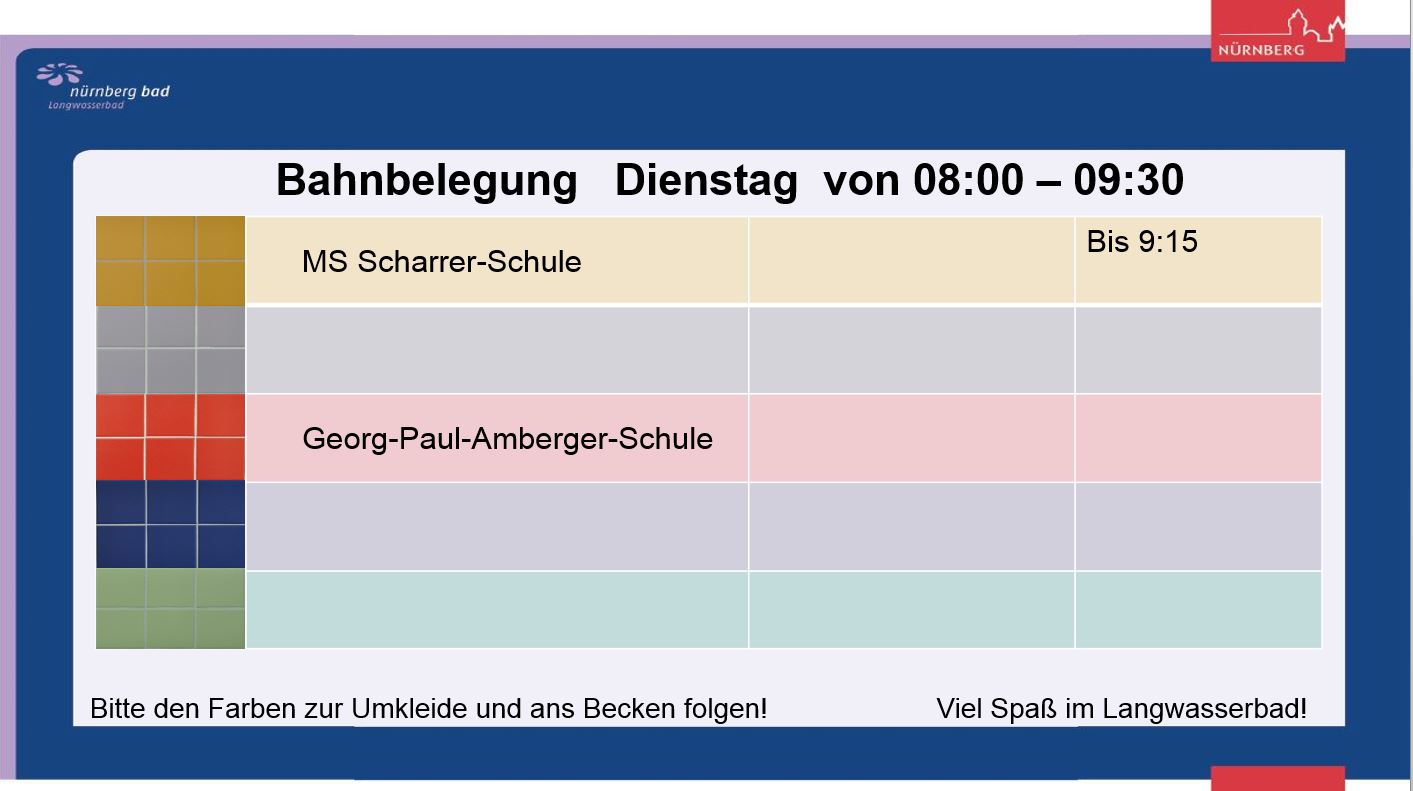 NÜRNBERG
nürnberg bad
Langwasserbad
Bahnbelegung Dienstag von 08:00 – 09:30
MS Scharrer-Schule
Bis 9:15
Georg-Paul-Amberger-Schule
Bitte den Farben zur Umkleide und ans Becken folgen!
Viel Spaß im Langwasserbad!